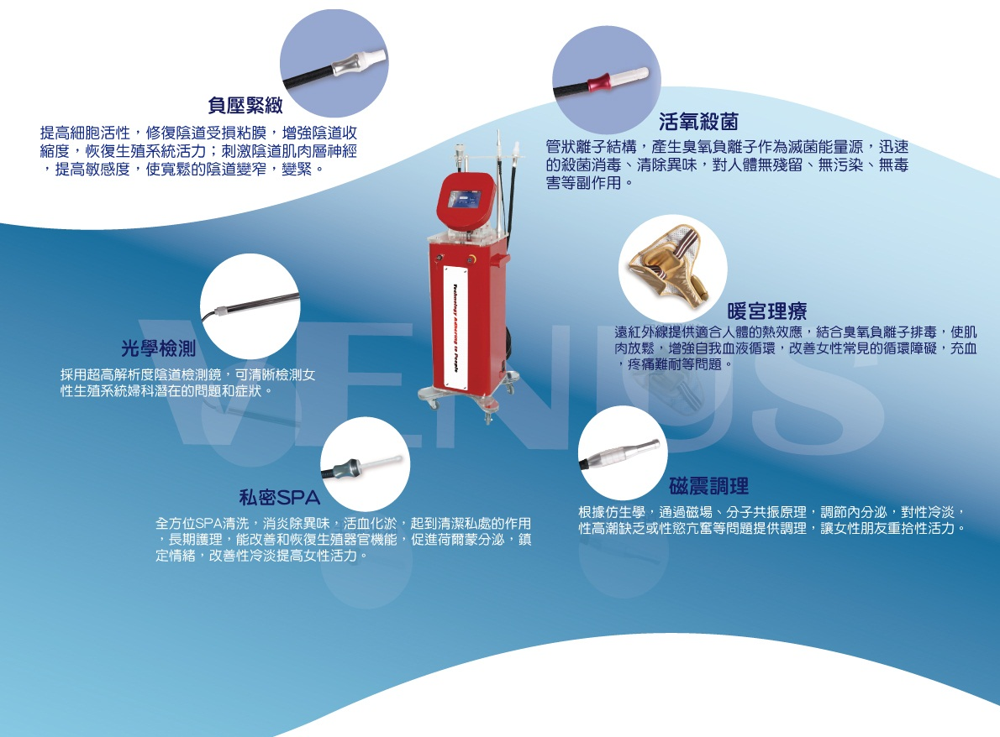 負壓緊緻
提高細胞活性，修復陰道受損粘膜，增強陰道收
縮度，恢復生殖系統活力；刺激陰道肌肉層神經
，提高敏感度，使寬鬆的陰道變窄，變緊。
活氧殺菌
管狀離子結構，產生臭氧負離子作為滅菌能量源，迅速
的殺菌消毒、清除異味，對人體無殘留、無污染、無毒
害等副作用。
暖宮理療
遠紅外線提供適合人體的熱效應，結合臭氧負離子排毒，使肌
肉放鬆，增強自我血液循環，改善女性常見的循環障礙，充血
，疼痛難耐等問題。
光學檢測
採用超高解析度陰道檢測鏡，可清晰檢測女
性生殖系統婦科潛在的問題和症狀。
Technology Adhering to People
VENUS
私密SPA
全方位SPA清洗，消炎除異味，活血化淤，起到清潔私處的作用
，長期護理，能改善和恢復生殖器官機能，促進荷爾蒙分泌，鎮
定情緒，改善性冷淡提高女性活力。
磁震調理
根據仿生學，通過磁場、分子共振原理，調節內分泌，對性冷淡，
性高潮缺乏或性慾亢奮等問題提供調理，讓女性朋友重拾性活力。